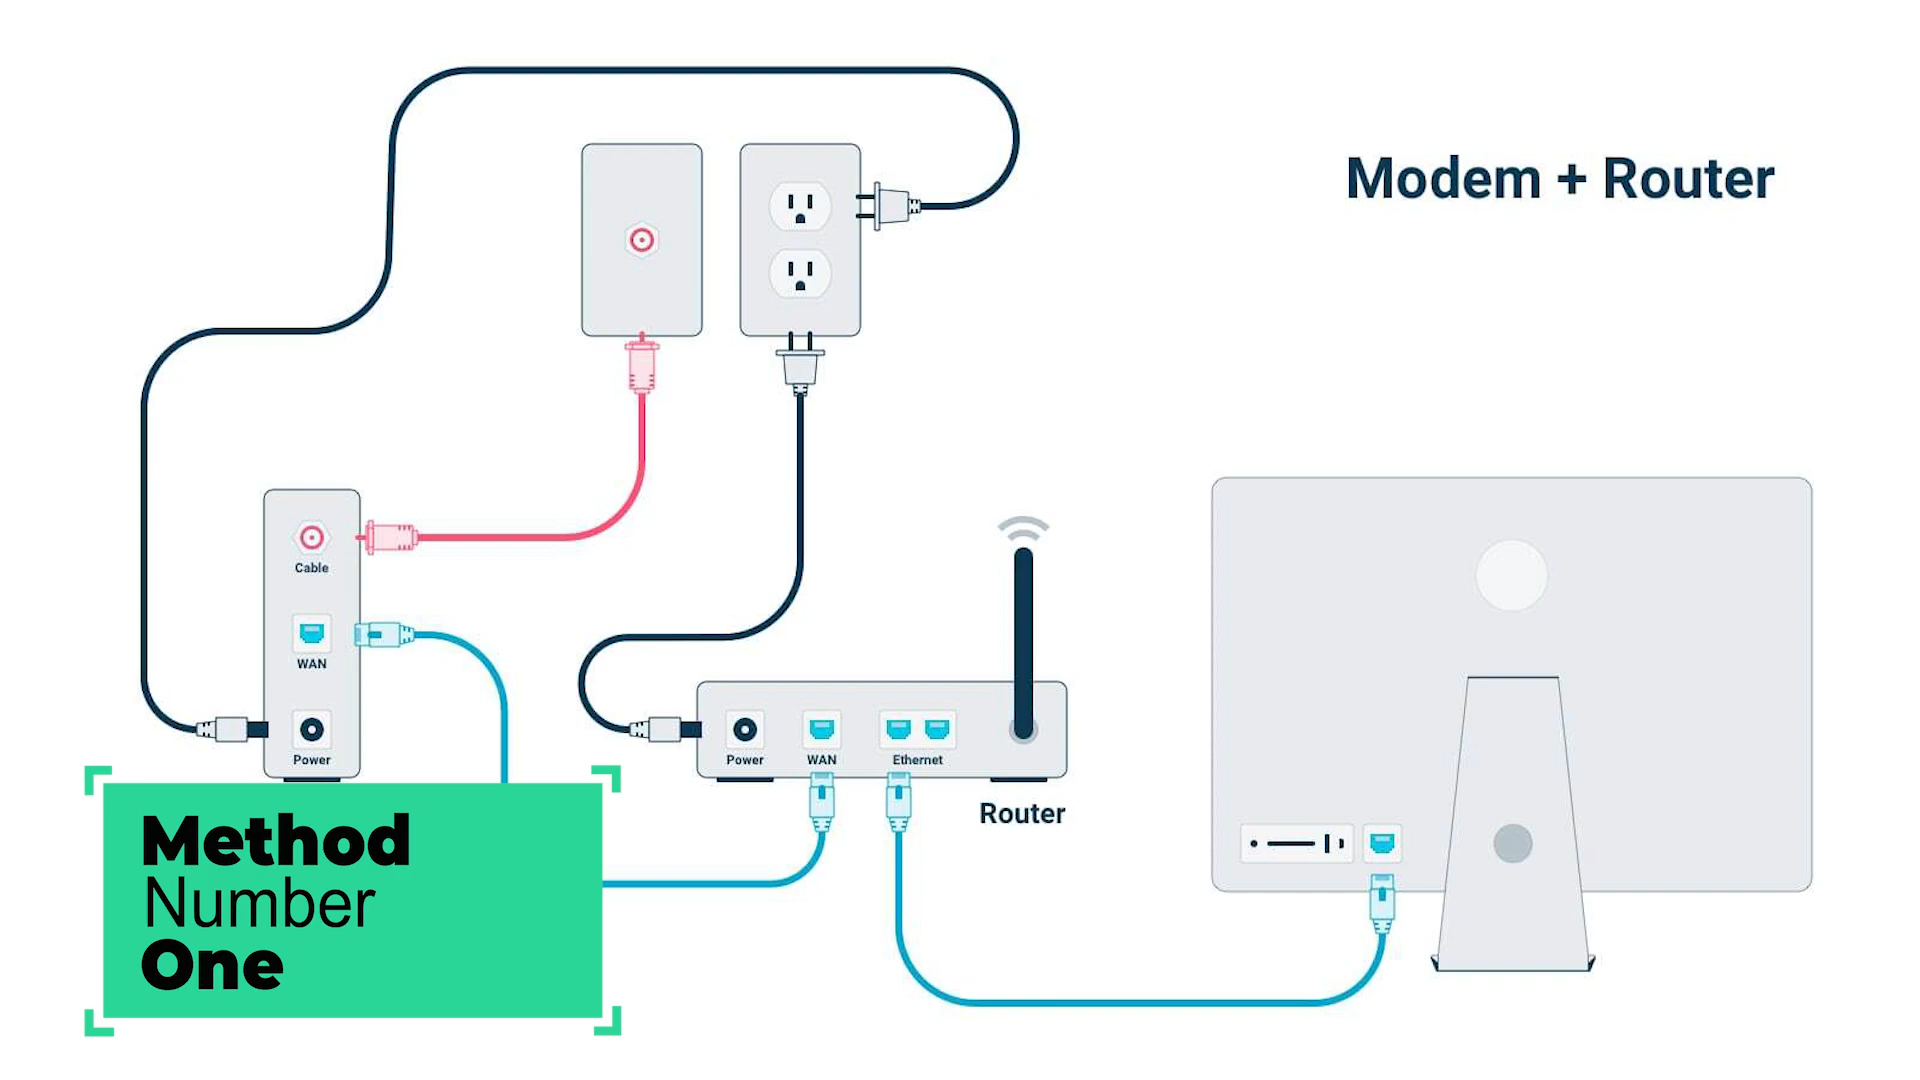 Modem + Router
Cable
WAN
Power
Power
WAN
Ethernet
Router
Method
Number
One